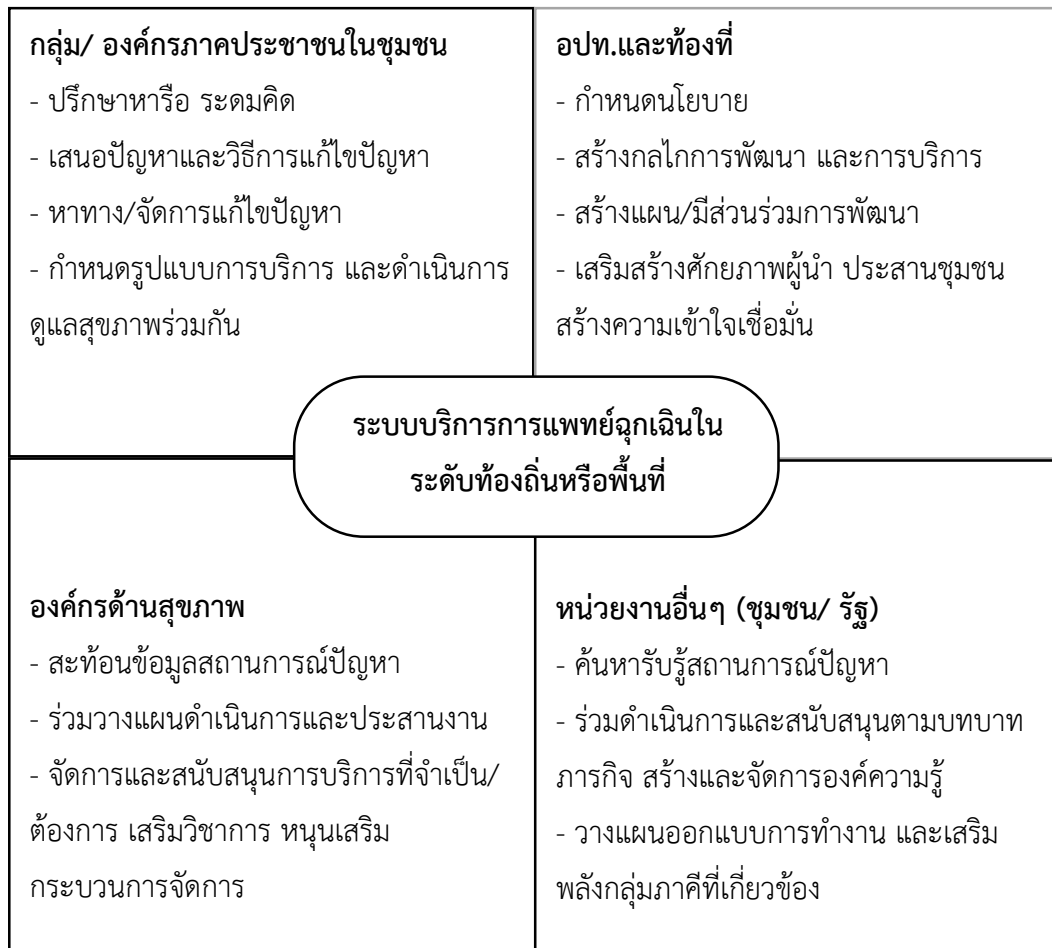 กลุ่ม/ องค์กรภาคประชาชนในชุมชน
- ปรึกษาหารือ ระดมคิด
- เสนอปัญหาและวิธีการแก้ไขปัญหา
- หาทาง/จัดการแก้ไขปัญหา
- กำหนดรูปแบบการบริการ และดำเนินการ
ดูแลสุขภาพร่วมกัน
อปท.และท้องที่
- กำหนดนโยบาย
- สร้างกลไกการพัฒนา และการบริการ
- สร้างแผน/มีส่วนร่วมการพัฒนา
- เสริมสร้างศักยภาพผู้นำ ประสานชุมชน
สร้างความเข้าใจเชื่อมั่น
ระบบบริการการแพทย์ฉุกเฉินใน
ระดับท้องถิ่นหรือพื้นที่
องค์กรด้านสุขภาพ
- สะท้อนข้อมูลสถานการณ์ปัญหา
- ร่วมวางแผนดำเนินการและประสานงาน
- จัดการและสนับสนุนการบริการที่จำเป็น/
ต้องการ เสริมวิชาการ หนุนเสริม
กระบวนการจัดการ
หน่วยงานอื่นๆ (ชุมชน/ รัฐ)
- ค้นหารับรู้สถานการณ์ปัญหา
- ร่วมดำเนินการและสนับสนุนตามบทบาท
ภารกิจ สร้างและจัดการองค์ความรู้
- วางแผนออกแบบการทำงาน และเสริม
พลังกลุ่มภาคีที่เกี่ยวข้อง